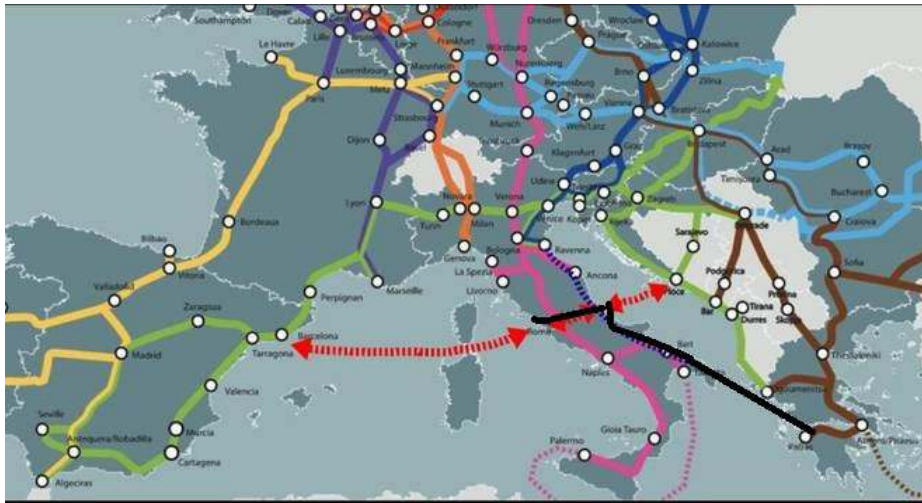 Southampton
Calais
Lille
Liege
Cologne
Frankfurt
Dresden
Prague
Wroclaw
Katowice
Le Havre
Luxembourg
Mannheim
Würzburg
Nuremberg
Regensburg
Brno
Zilina
Paris
Metz
Stuttgart
Strasbourg
Munich
Wels/Linz
Vienna
Bratislava
Dijon
Innsbruck
Graz
Budapest
Klagenfurt
Arad
Brasov
Timisoara
Lyon
Novara
Udine
Zagreb
Bucharest
Turin
Milan
Verona
Venice
Koper
Belgrade
Craiova
Bordeaux
Genova
Bologna
Ravenna
Sarajevo
Bilbao
Vitoria
La Spezia
Ancona
Sofia
Valladolid
Marseille
Livorno
Ploce
Podgorica
Zaragoza
Perpignan
Bar
Tirana
Durres
Rome
Barcelona
Tarragona
Madrid
Bari
Naples
Thessaloniki
Valencia
Igoumenitsa
Seville
Murcia
Gioia Tauro
Patras
Antequera/Bobadilla
Palermo
Cartagena
Algeciras